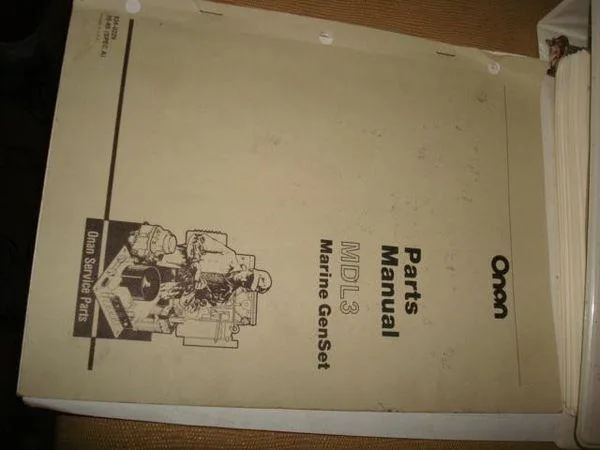 Onan
Parts
Manual
MDL3
Marine GenSet
Onan Service Parts